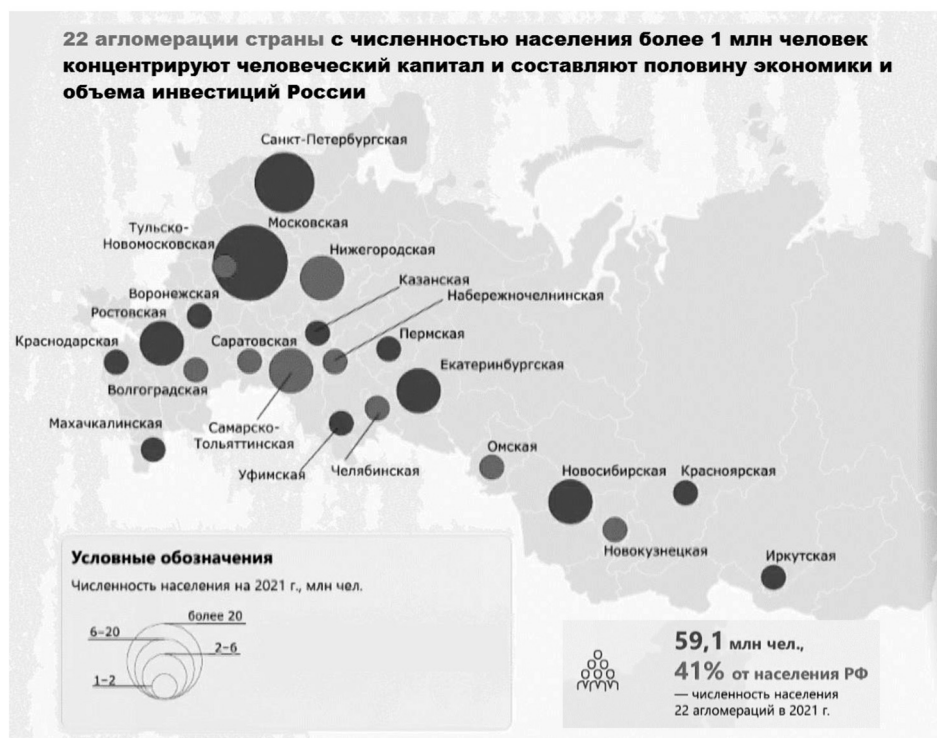 22 агломерации страны с численностью населения более 1 млн человек
концентрируют человеческий капитал и составляют половину экономики и
объема инвестиций России
Санкт-Петербургская
Московская
Тульско-
Новомосковская
Нижегородская
Казанская
Набережночелнинская
Воронежская
Ростовская
Краснодарская
Саратовская
Пермская
Екатеринбургская
Волгоградская
Махачкалинская
Самарско-
Тольяттинская
Уфимская
Челябинская
Омская
Новосибирская
Красноярская
Новокузнецкая
Иркутская
Условные обозначения
Численность населения на 2021 г., млн чел.
более 20
6–20
2–6
1–2
59,1 млн чел.,
41% от населения РФ
— численность населения
22 агломераций в 2021 г.